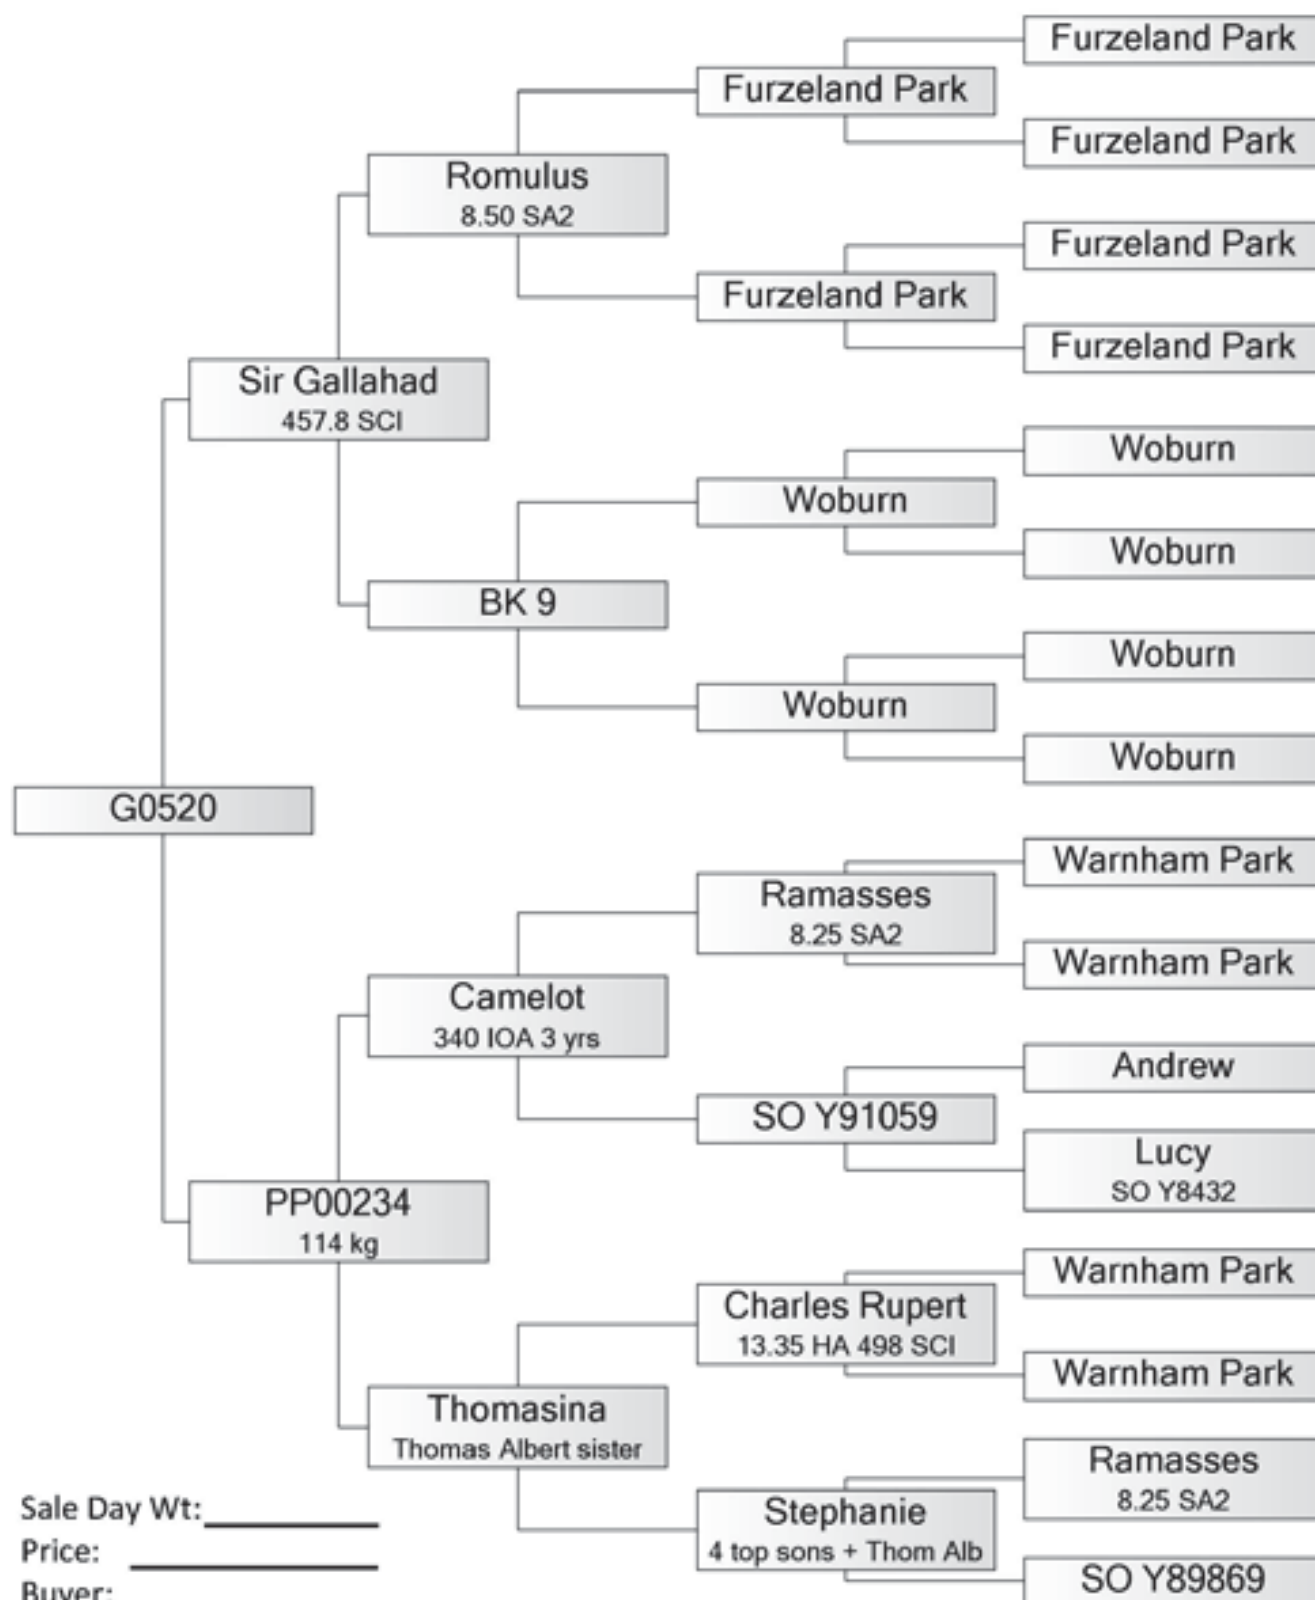 Furzeland Park
Furzeland Park
Furzeland Park
Romulus
8.50 SA2
Furzeland Park
Furzeland Park
Furzeland Park
Sir Gallahad
457.8 SCI
Woburn
Woburn
Woburn
BK 9
Woburn
Woburn
Woburn
G0520
Warnham Park
Ramasses
8.25 SA2
Warnham Park
Camelot
340 IOA 3 yrs
Andrew
SO Y91059
Lucy
SO Y8432
PP00234
114 kg
Warnham Park
Charles Rupert
13.35 HA 498 SCI
Warnham Park
Thomasina
Thomas Albert sister
Ramasses
8.25 SA2
Stephanie
4 top sons + Thom Alb
SO Y89869
Sale Day Wt:
Price:
Buyer: